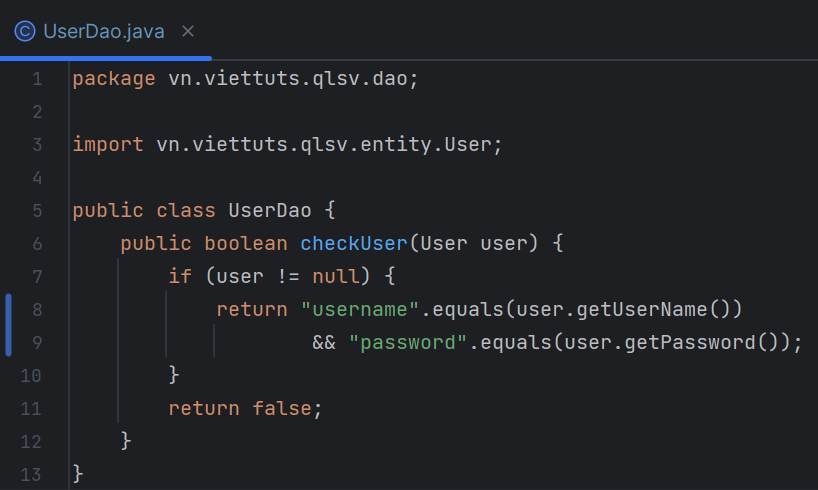 UserDao.java
1 package vn.viettuts.qlsv.dao;
2
3 import vn.viettuts.qlsv.entity.User;
4
5 public class UserDao {
6     public boolean checkUser(User user) {
7         if (user != null) {
8             return "username".equals(user.getUserName())
9                     && "password".equals(user.getPassword());
10         }
11         return false;
12     }
13 }